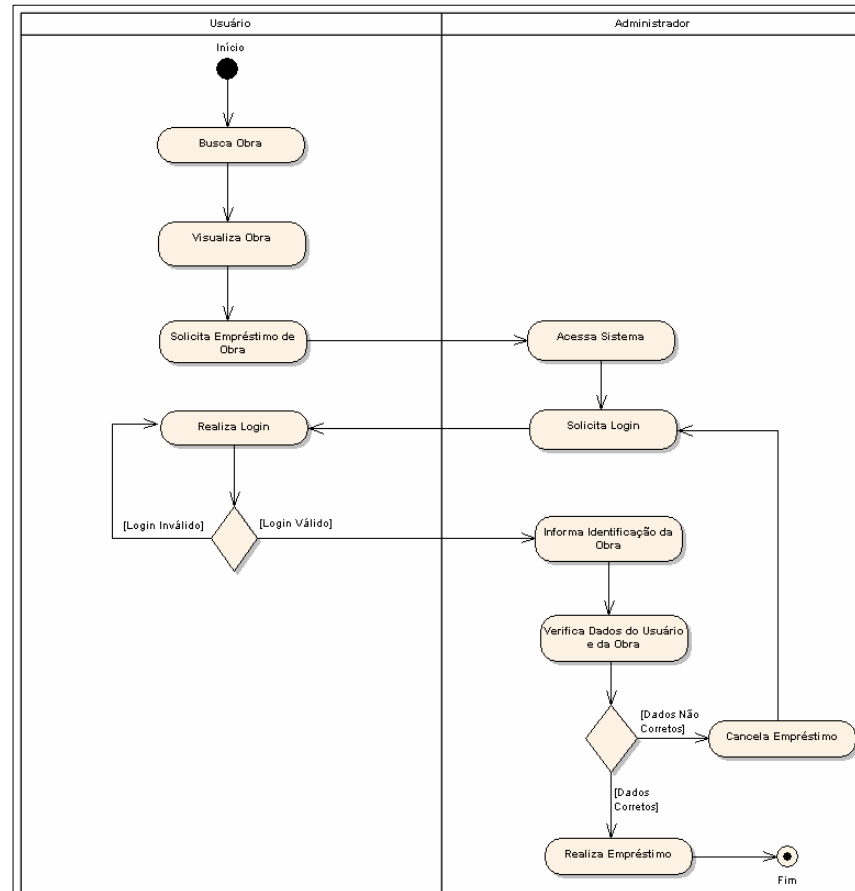 Usuário
Administrador
Início
Busca Obra
Visualiza Obra
Solicita Empréstimo de
Obra
Acessa Sistema
Realiza Login
Solicita Login
[Login Inválido]
[Login Válido]
Informa Identificação da
Obra
Verifica Dados do Usuário
e da Obra
[Dados Não
Corretos]
Cancela Empréstimo
[Dados
Corretos]
Realiza Empréstimo
Fim